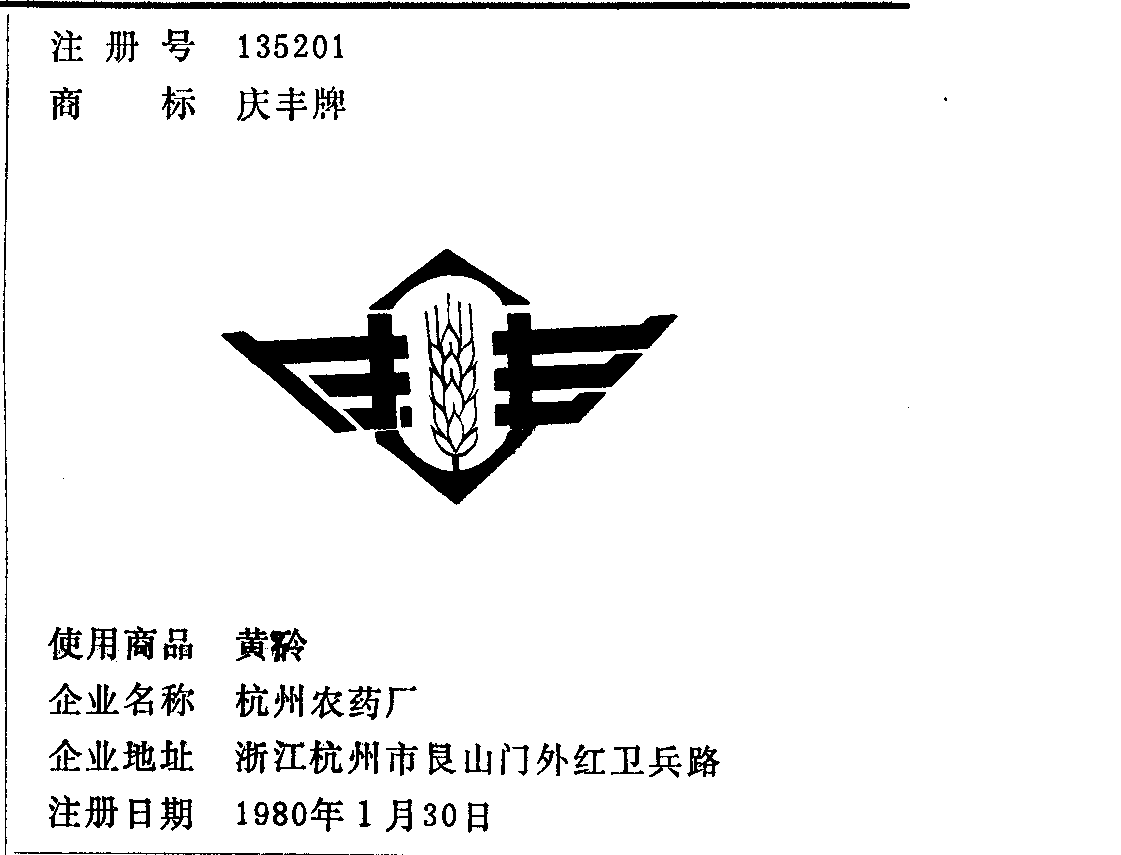 注册号 135201
商标 庆丰牌
使用商品 黄
企业名称 杭州农药厂
企业地址 浙江杭州市艮山门外红卫兵路
注册日期 1980年1月30日